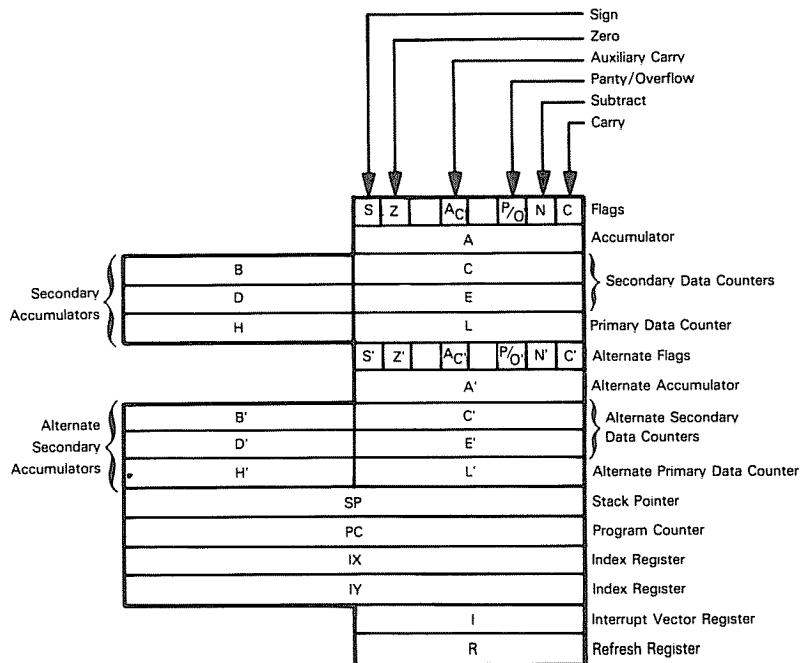 Sign
Zero
Auxiliary Carry
Panty/Overflow
Subtract
Carry
S Z AC P/O N C Flags
A Accumulator
B C
D E
H L Primary Data Counter
Secondary Accumulators
Secondary Data Counters
S' Z' AC' P/O' N' C' Alternate Flags
A' Alternate Accumulator
B' C'
D' E'
H' L' Alternate Primary Data Counter
Alternate
Secondary
Accumulators
Alternate Secondary
Data Counters
SP Stack Pointer
PC Program Counter
IX Index Register
IY Index Register
I Interrupt Vector Register
R Refresh Register